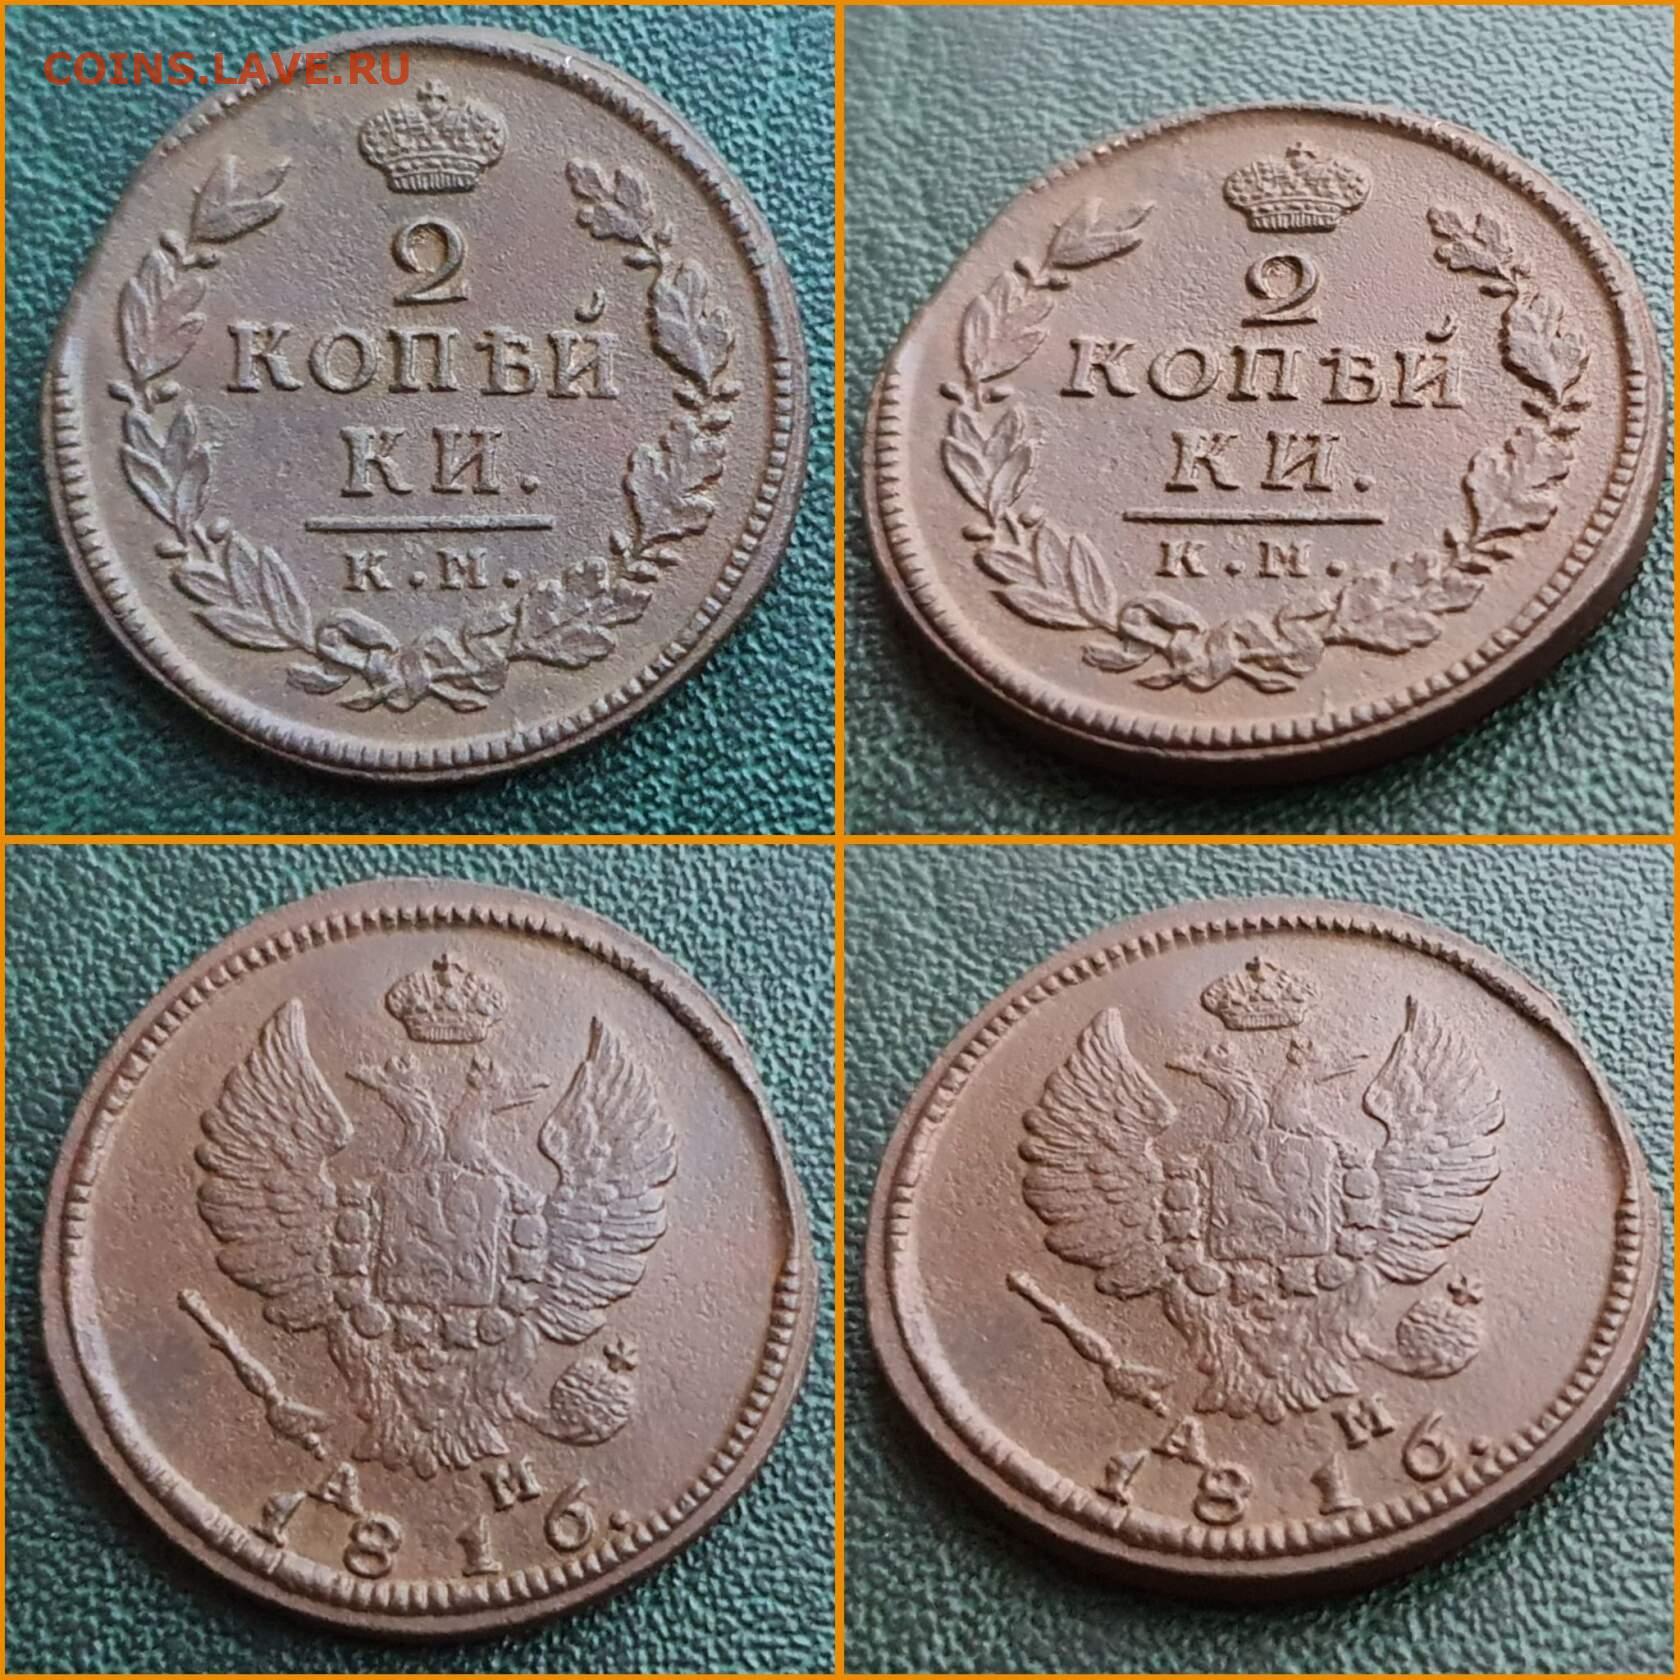 COINS.LAVE.RU
2
КОПѢЙ
КИ.
К.М.
2
КОПѢЙ
КИ.
К.М.
А М
1816.
А М
1816.